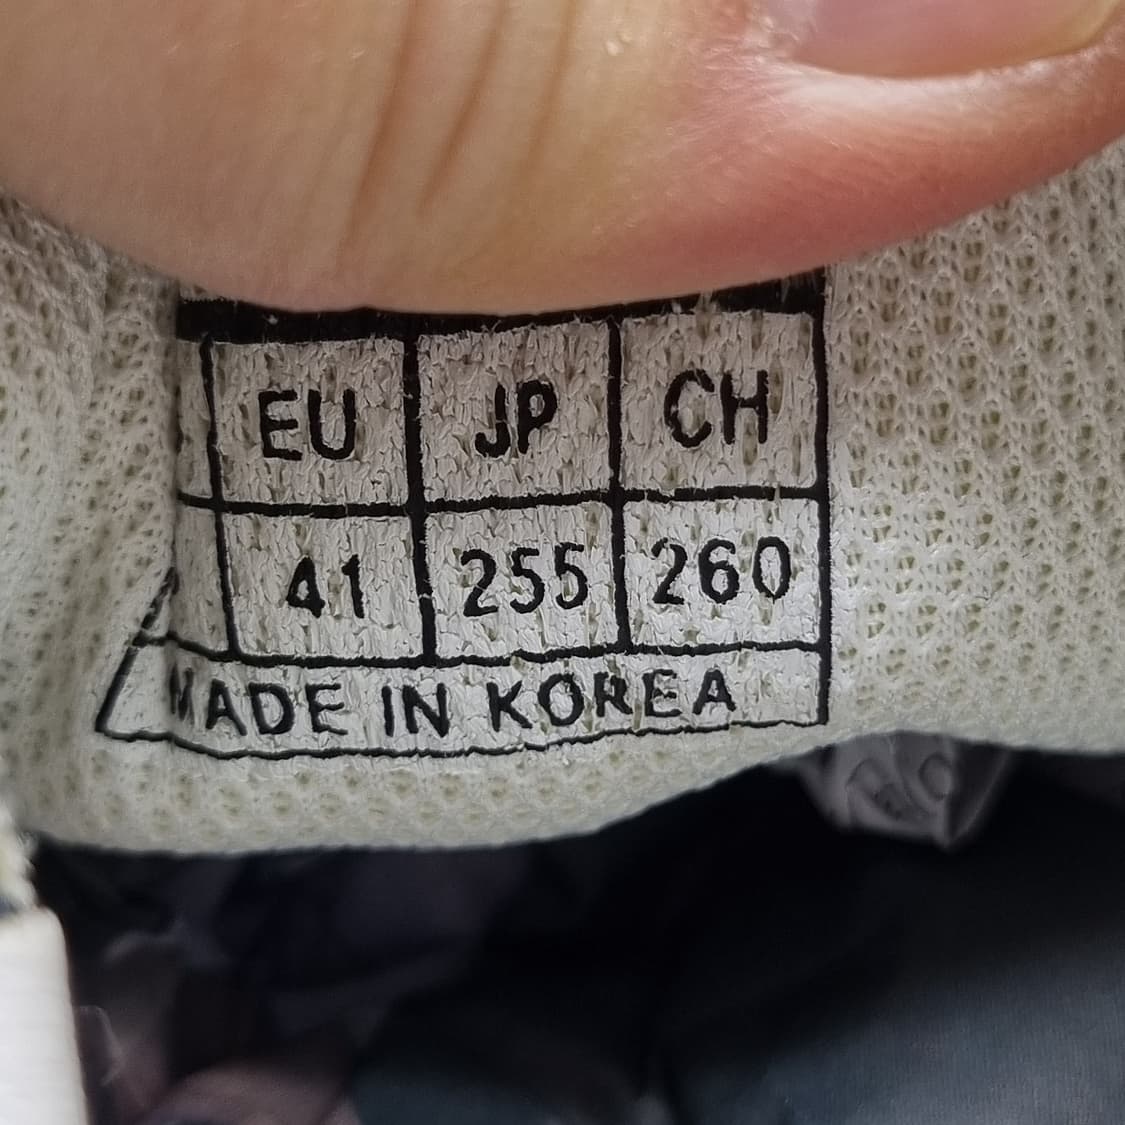 EU JP CH
41 255 260
MADE IN KOREA